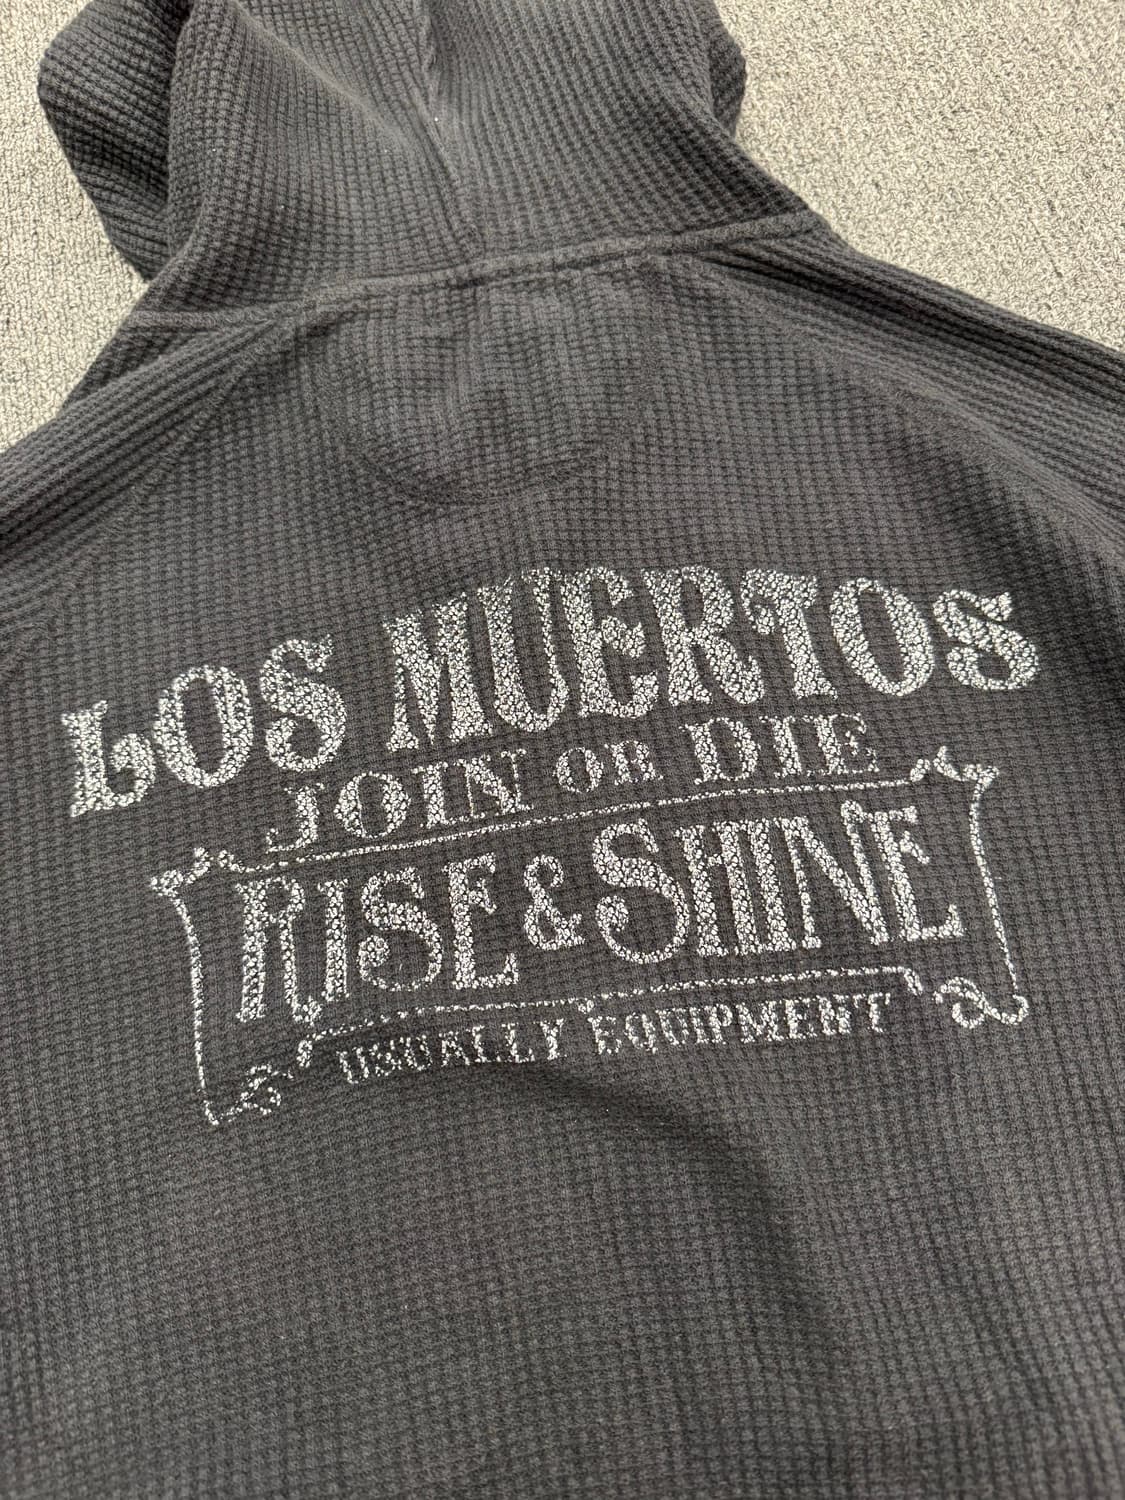 LOS MUERTOS
JOIN OR DIE
RISE & SHINE
USUALLY EQUIPMENT